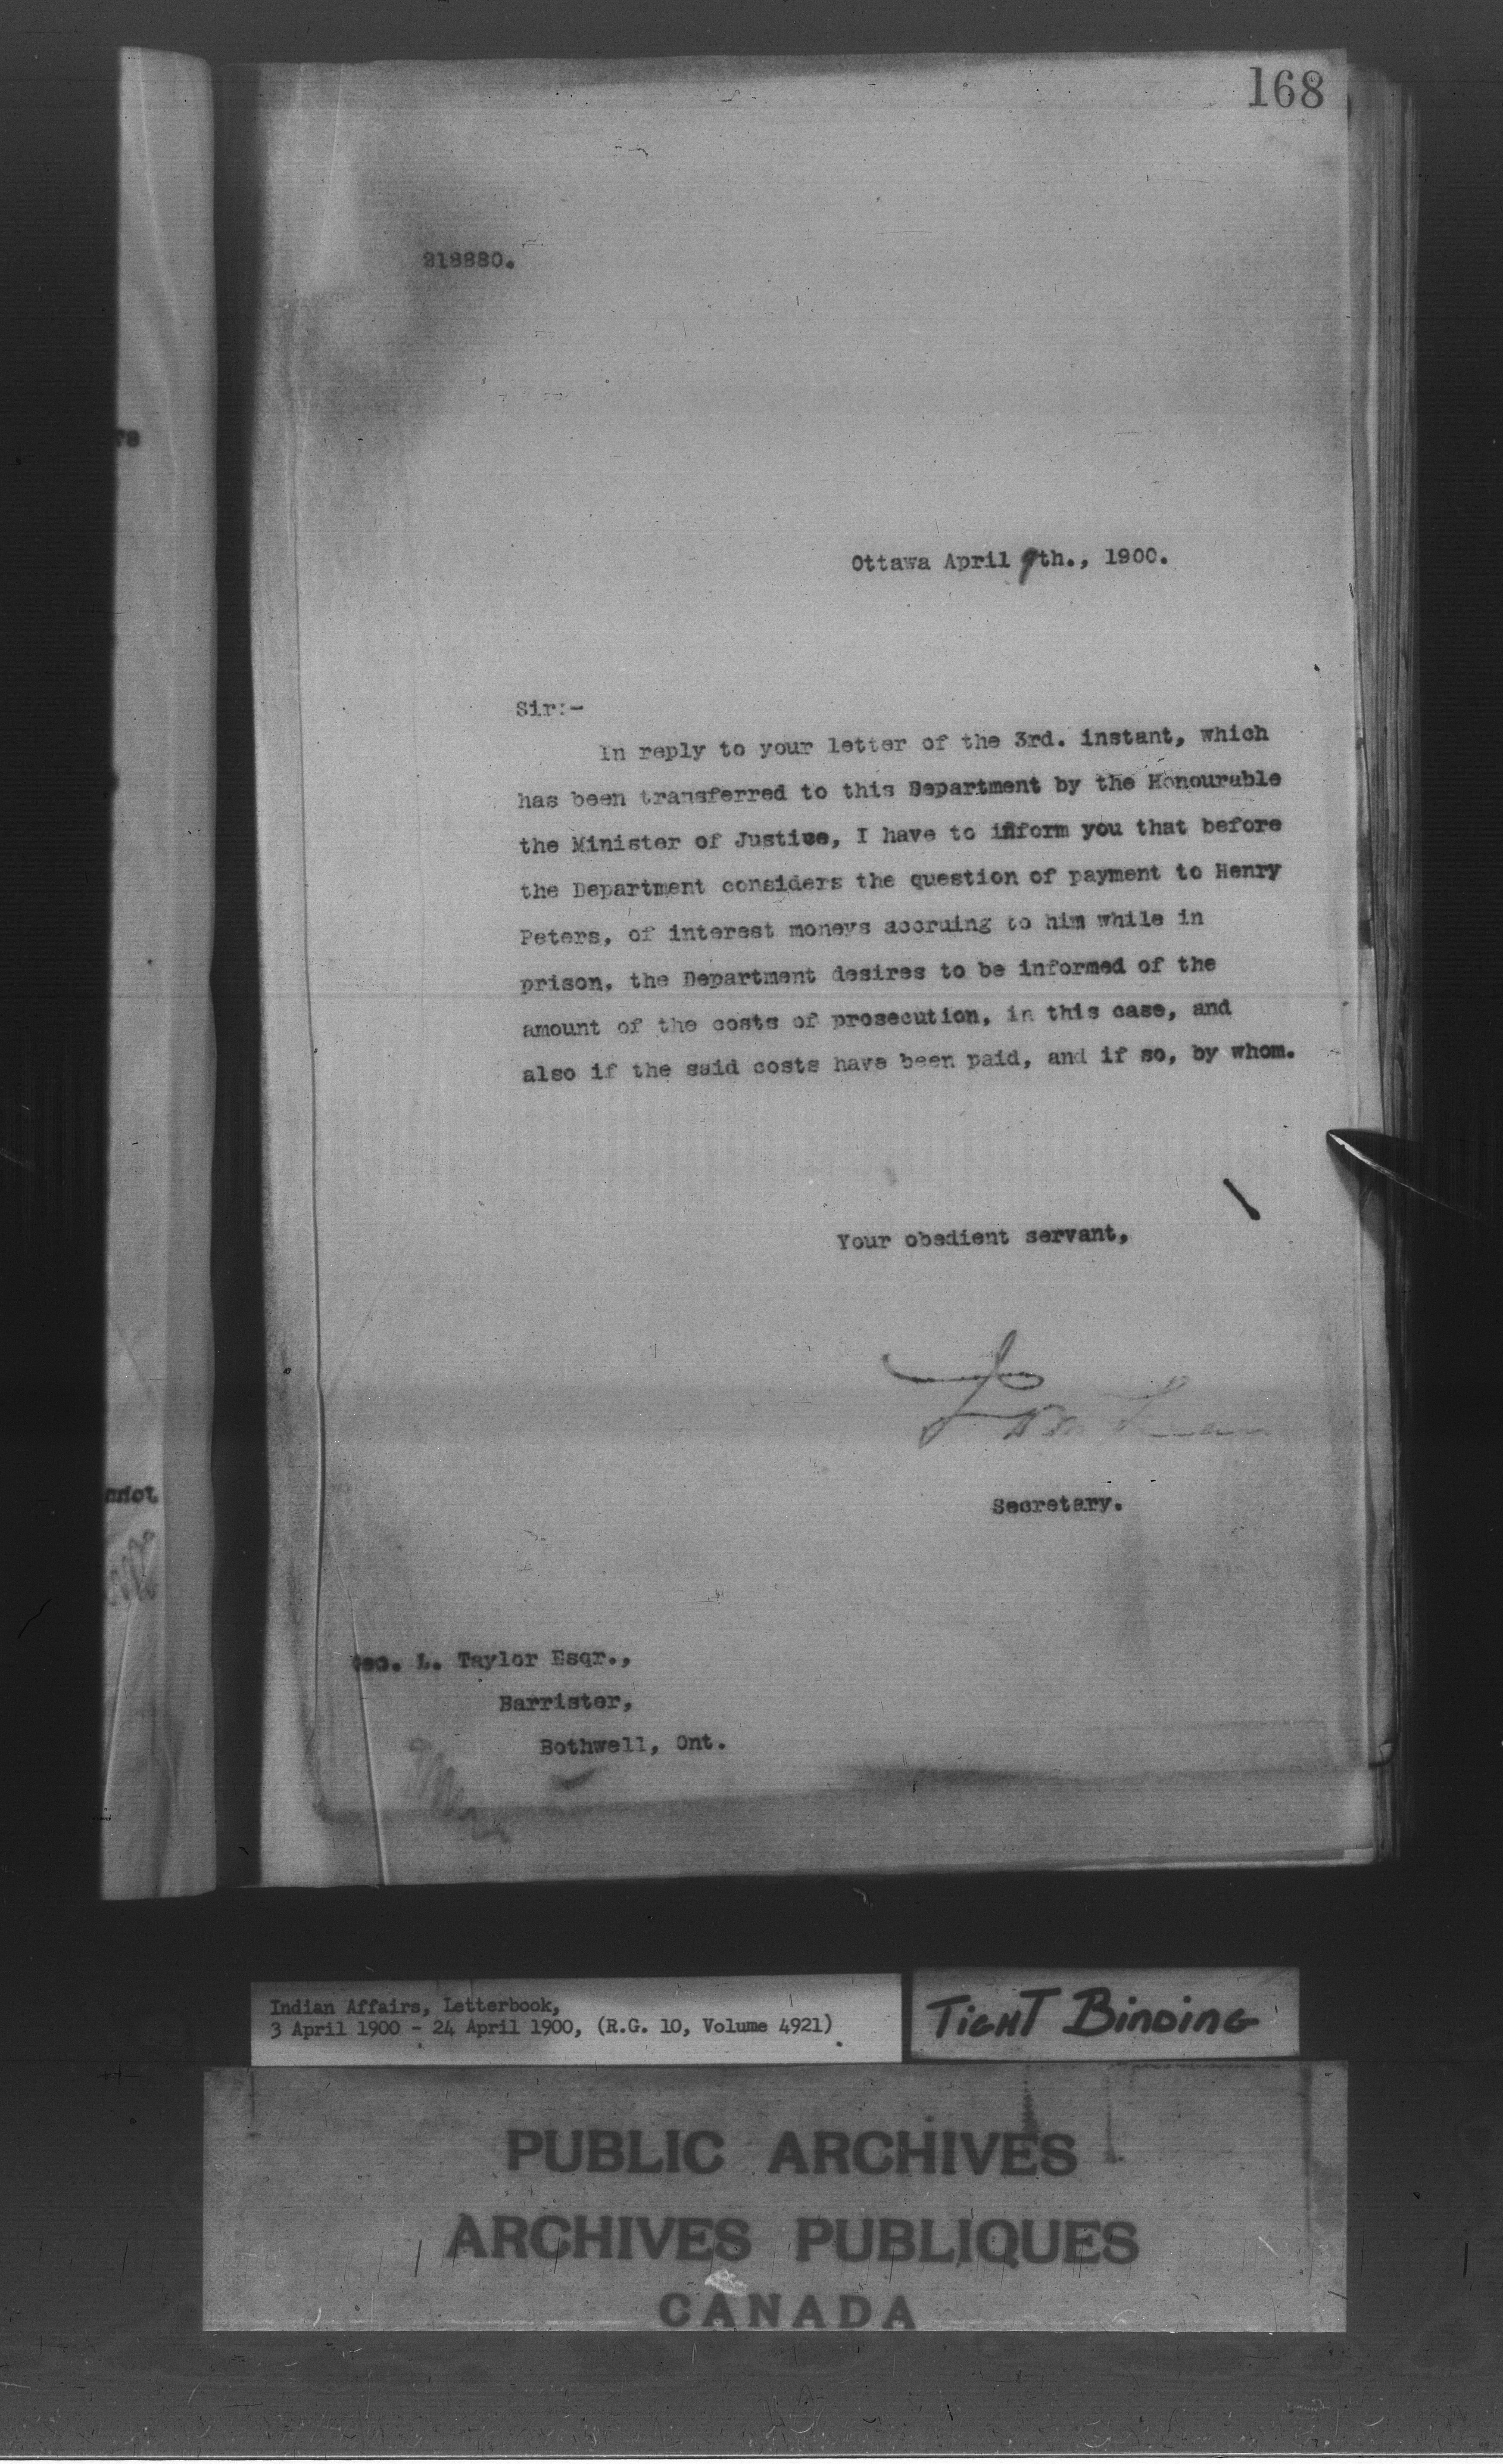 168
218880.
Ottawa April 9th., 1900.
Sir:-
In reply to your letter of the 3rd. instant, which
has been transferred to this Department by the Honourable
the Minister of Justice, I have to inform you that before
the Department considers the question of payment to Henry
Peters, of interest moneys accruing to him while in
prison, the Department desires to be informed of the
amount of the costs of prosecution, in this case, and
also if the said costs have been paid, and if so, by whom.
Your obedient servant,
Secretary.
Geo. L. Taylor Esqr.,
Barrister,
Bothwell, Ont.
Indian Affairs, Letterbook,
3 April 1900 - 24 April 1900, (R.G. 10, Volume 4921)
TIGHT BINDING
PUBLIC ARCHIVES
ARCHIVES PUBLIQUES
CANADA